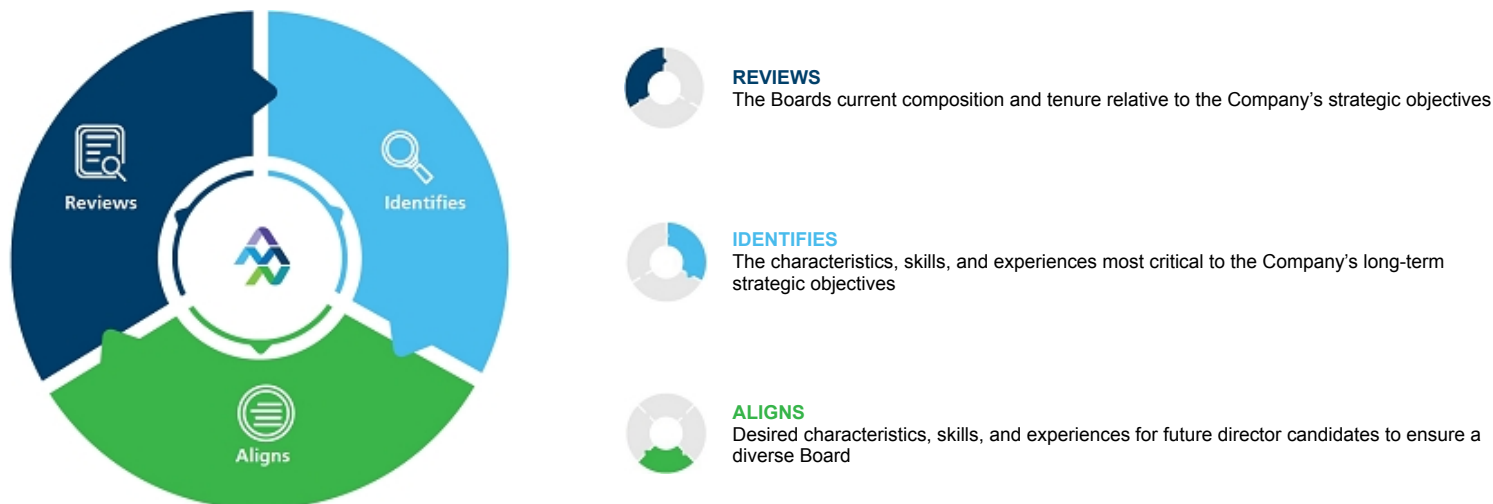 Reviews
Identifies
Aligns
REVIEWS
The Boards current composition and tenure relative to the Company’s strategic objectives
IDENTIFIES
The characteristics, skills, and experiences most critical to the Company’s long-term
strategic objectives
ALIGNS
Desired characteristics, skills, and experiences for future director candidates to ensure a
diverse Board